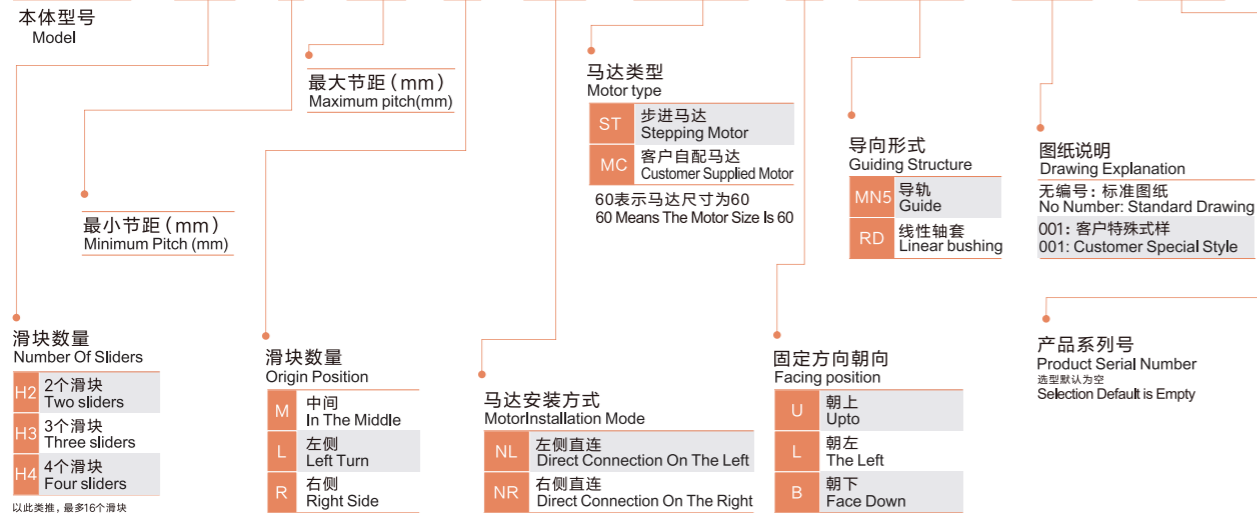 本体型号
Model
最大节距（mm）
Maximum pitch(mm)
最小节距（mm）
Minimum Pitch (mm)
马达类型
Motor type
ST 步进马达
Stepping Motor
MC 客户自配马达
Customer Supplied Motor
60表示马达尺寸为60
60 Means The Motor Size Is 60
导向形式
Guiding Structure
MN5 导轨
Guide
RD 线性轴套
Linear bushing
图纸说明
Drawing Explanation
无编号：标准图纸
No Number: Standard Drawing
001：客户特殊式样
001: Customer Special Style
滑块数量
Number Of Sliders
H2 2个滑块
Two sliders
H3 3个滑块
Three sliders
H4 4个滑块
Four sliders
以此类推，最多16个滑块
滑块数量
Origin Position
M 中间
In The Middle
L 左侧
Left Turn
R 右侧
Right Side
马达安装方式
MotorInstallation Mode
NL 左侧直连
Direct Connection On The Left
NR 右侧直连
Direct Connection On The Right
固定方向朝向
Facing position
U 朝上
Upto
L 朝左
The Left
B 朝下
Face Down
产品系列号
Product Serial Number
选型默认为空
Selection Default is Empty